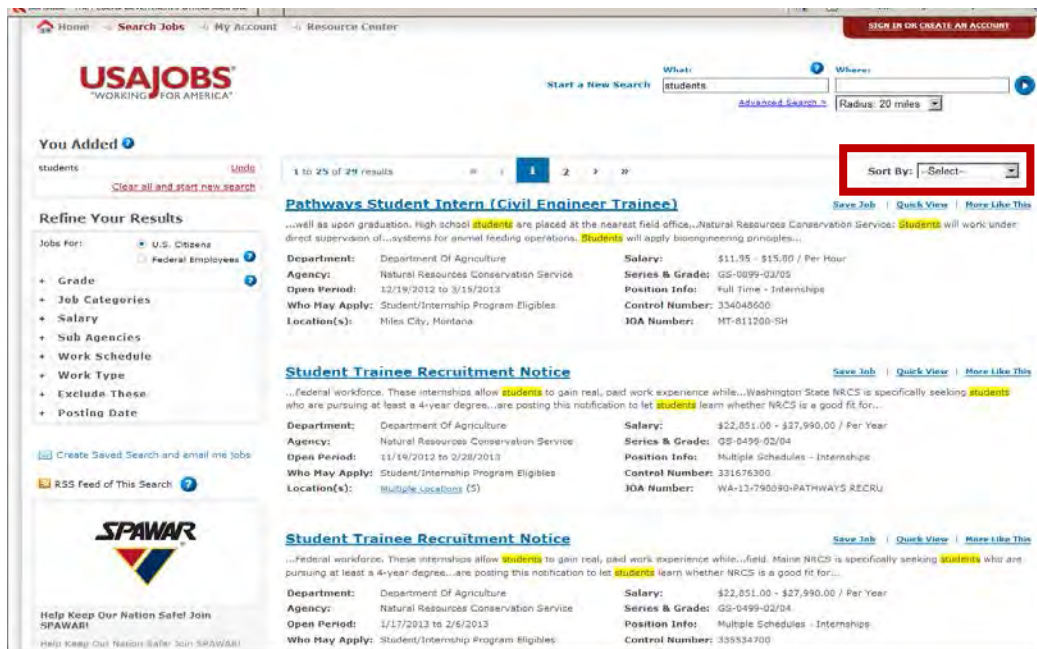 Home Search Jobs My Account Resource Center SIGN IN OR CREATE AN ACCOUNT
USAJOBS
"WORKING FOR AMERICA"
What: Where:
Start a New Search students
Advanced Search > Radius: 20 miles
You Added
students Undo
Clear all and start new search
1 to 25 of 29 results « ‹ 1 2 › »
Sort By: --Select--
Refine Your Results
Jobs For: U.S. Citizens
Federal Employees
+ Grade
+ Job Categories
+ Salary
+ Sub Agencies
+ Work Schedule
+ Work Type
+ Exclude These
+ Posting Date
Create Saved Search and email me jobs
RSS Feed of This Search
SPAWAR
Help Keep Our Nation Safe! Join
SPAWAR!
Help Keep Our Nation Safe! Join SPAWAR!
Pathways Student Intern (Civil Engineer Trainee) Save Job | Quick View | More Like This
...well as upon graduation. High school students are placed at the nearest field office...Natural Resources Conservation Service. Students will work under
direct supervision of...systems for animal feeding operations. Students will apply bioengineering principles...
Department: Department Of Agriculture Salary: $11.95 - $15.00 / Per Hour
Agency: Natural Resources Conservation Service Series & Grade: GS-0899-03/05
Open Period: 12/19/2012 to 3/15/2013 Position Info: Full Time - Internships
Who May Apply: Student/Internship Program Eligibles Control Number: 334048600
Location(s): Miles City, Montana JOA Number: MT-811200-SH
Student Trainee Recruitment Notice Save Job | Quick View | More Like This
...Federal workforce. These internships allow students to gain real, paid work experience while...Washington State NRCS is specifically seeking students
who are pursuing at least a 4-year degree...are posting this notification to let students learn whether NRCS is a good fit for...
Department: Department Of Agriculture Salary: $22,851.00 - $27,990.00 / Per Year
Agency: Natural Resources Conservation Service Series & Grade: GS-0499-02/04
Open Period: 11/19/2012 to 2/28/2013 Position Info: Multiple Schedules - Internships
Who May Apply: Student/Internship Program Eligibles Control Number: 331676300
Location(s): Multiple Locations (5) JOA Number: WA-13-790090-PATHWAYS RECRU
Student Trainee Recruitment Notice Save Job | Quick View | More Like This
...Federal workforce. These internships allow students to gain real, paid work experience while...field. Maine NRCS is specifically seeking students who are
pursuing at least a 4-year degree...are posting this notification to let students learn whether NRCS is a good fit for...
Department: Department Of Agriculture Salary: $22,851.00 - $27,990.00 / Per Year
Agency: Natural Resources Conservation Service Series & Grade: GS-0499-02/04
Open Period: 1/17/2013 to 2/6/2013 Position Info: Multiple Schedules - Internships
Who May Apply: Student/Internship Program Eligibles Control Number: 335534700